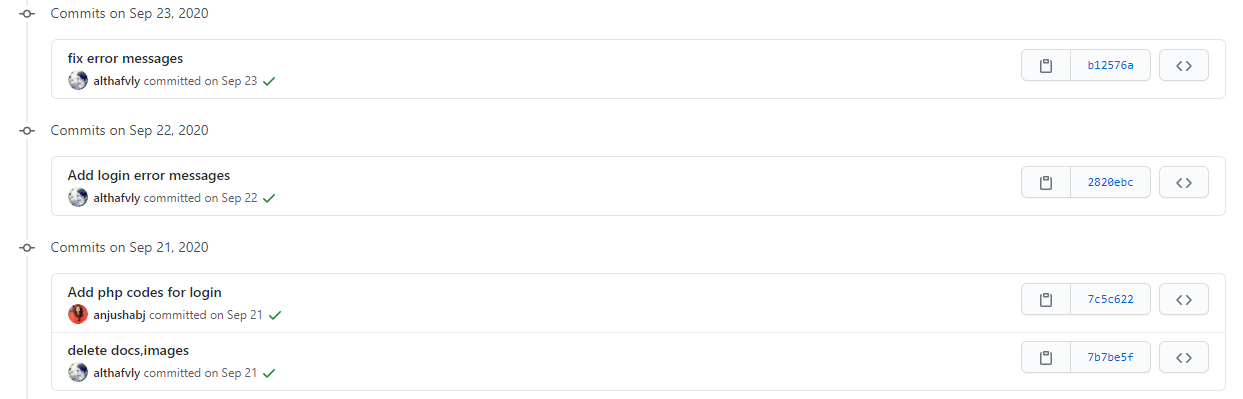 Commits on Sep 23, 2020
fix error messages
althafvly committed on Sep 23
b12576a
Commits on Sep 22, 2020
Add login error messages
althafvly committed on Sep 22
2820ebc
Commits on Sep 21, 2020
Add php codes for login
anjushabj committed on Sep 21
7c5c622
delete docs,images
althafvly committed on Sep 21
7b7be5f